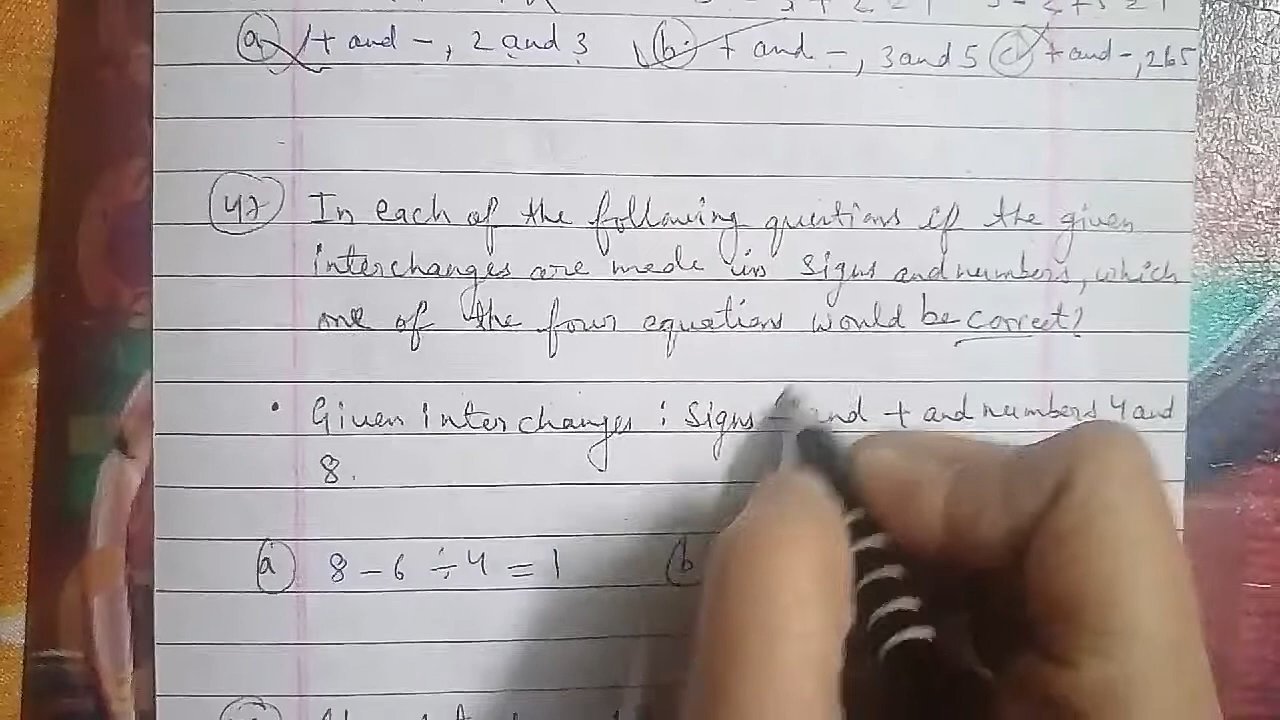 (a) + and -, 2 and 3 (b) + and -, 3 and 5 (c) + and -, 2 & 5
(42) In each of the following questions if the given
interchanges are made in signs and numbers, which
one of the four equations would be correct?
• Given interchanges : Signs - and + and numbers 4 and
8.
(a) 8 - 6 ÷ 4 = 1 (b